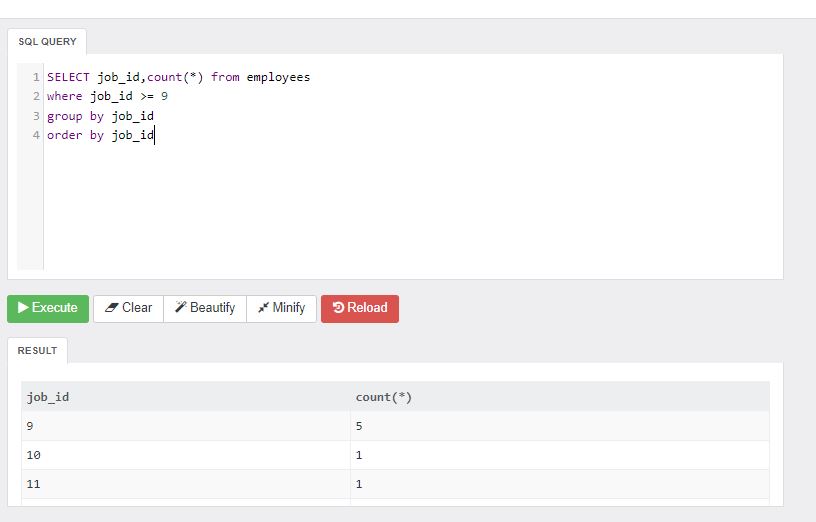 SQL QUERY
1 SELECT job_id,count(*) from employees
2 where job_id >= 9
3 group by job_id
4 order by job_id
Execute Clear Beautify Minify Reload
RESULT
job_id count(*)
9 5
10 1
11 1